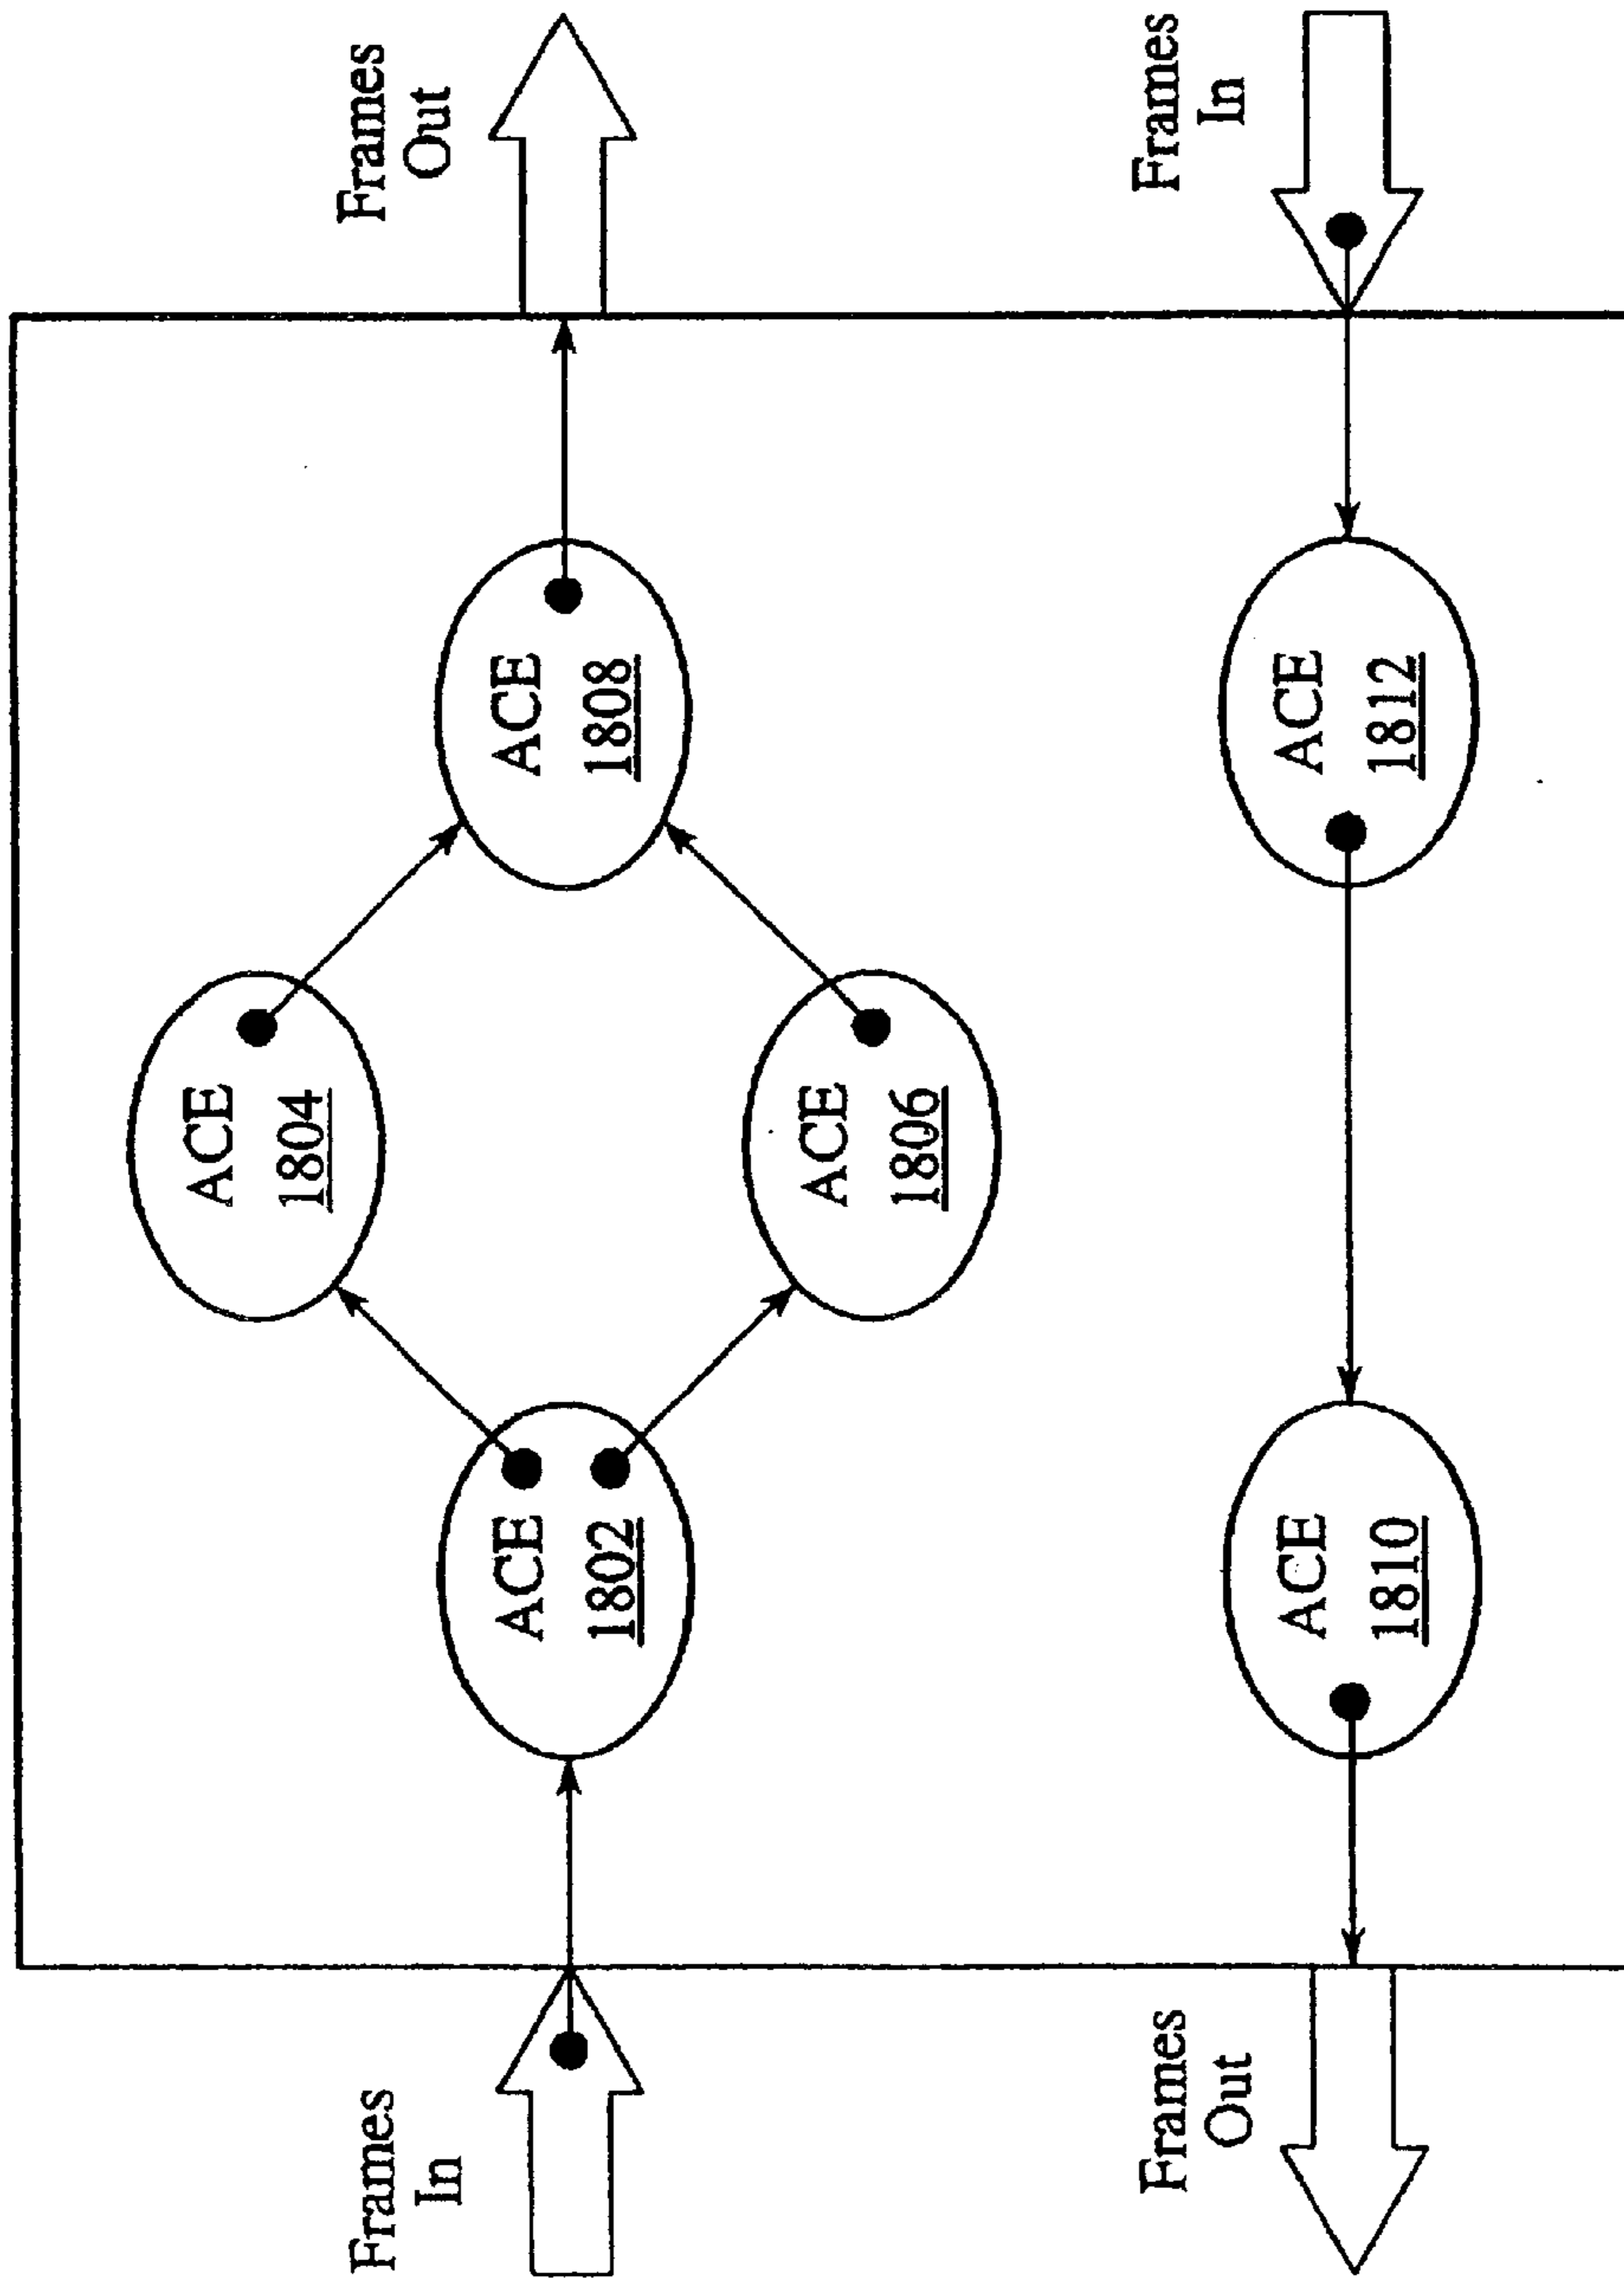 Frames
In
Frames
Out
ACE
1802
ACE
1804
ACE
1806
ACE
1808
Frames
Out
Frames
In
ACE
1810
ACE
1812